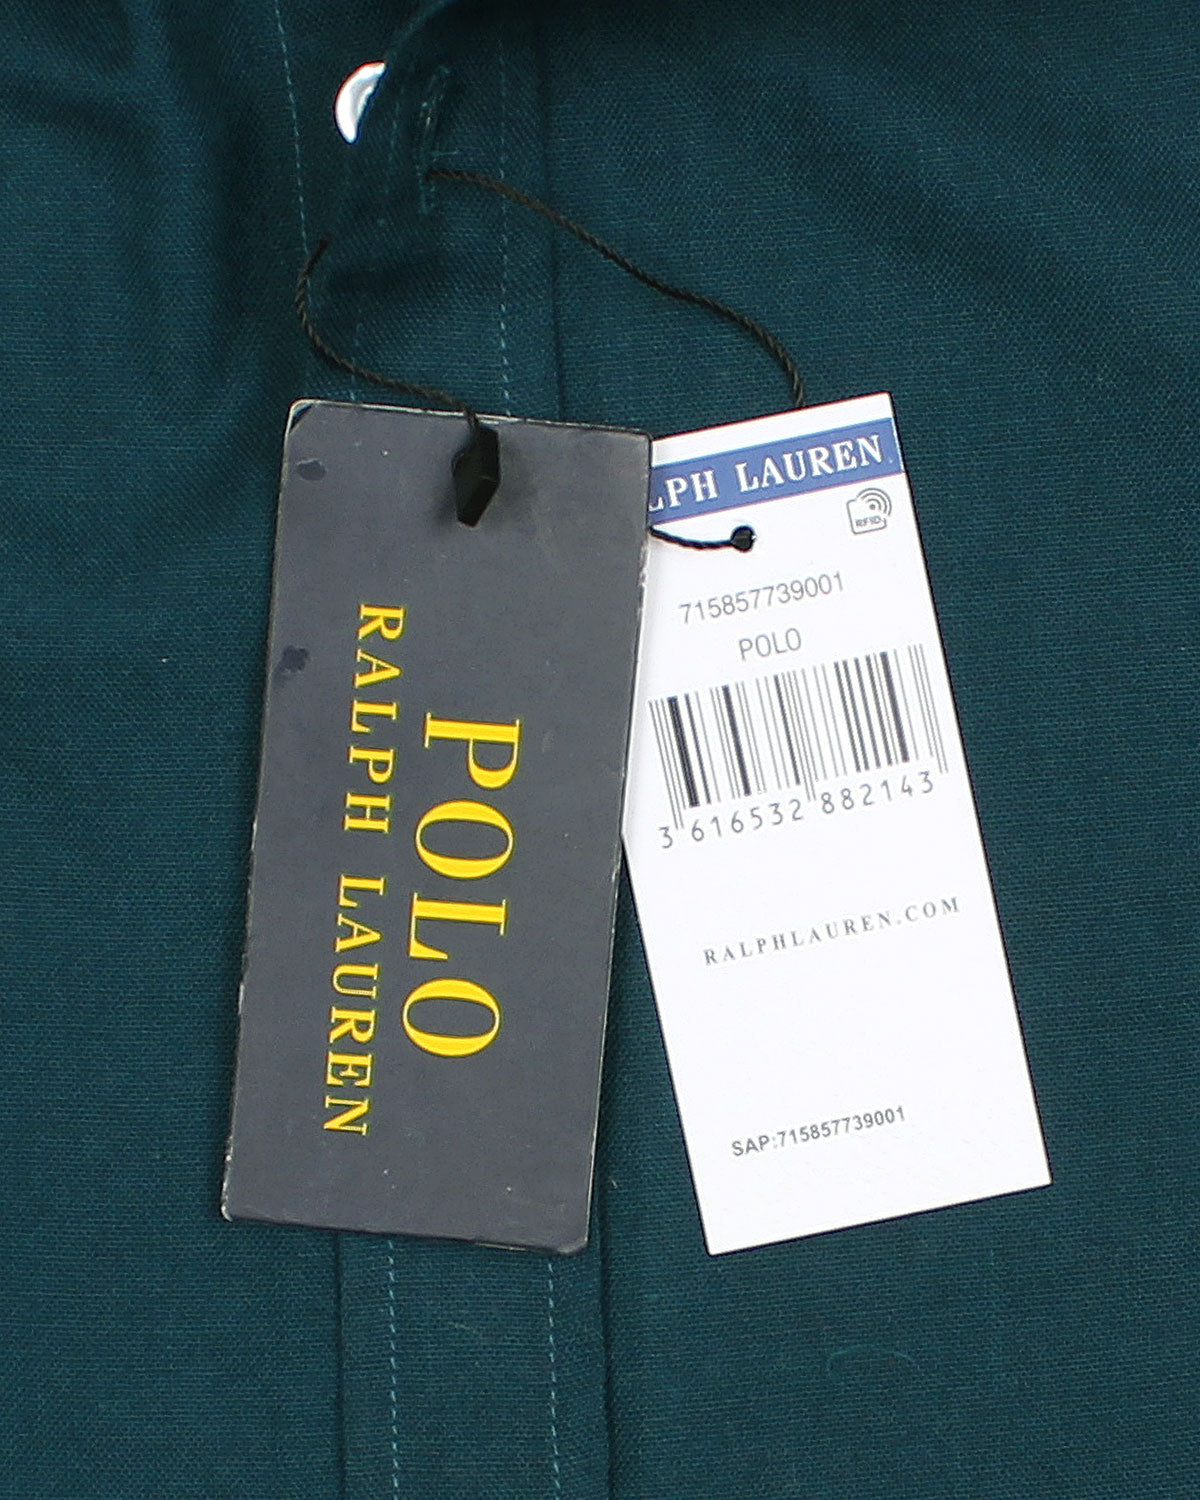 POLO
RALPH LAUREN
LPH LAUREN
RFID
715857739001
POLO
3 616532 882143
RALPHLAUREN.COM
SAP:715857739001